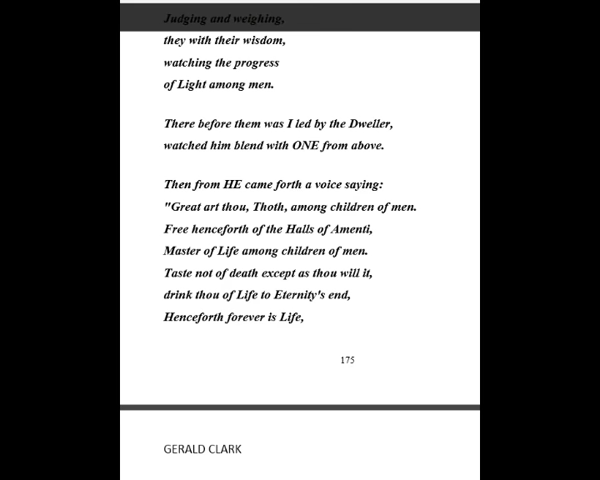 Judging and weighing,
they with their wisdom,
watching the progress
of Light among men.
There before them was I led by the Dweller,
watched him blend with ONE from above.
Then from HE came forth a voice saying:
"Great art thou, Thoth, among children of men.
Free henceforth of the Halls of Amenti,
Master of Life among children of men.
Taste not of death except as thou will it,
drink thou of Life to Eternity's end,
Henceforth forever is Life,
175
GERALD CLARK